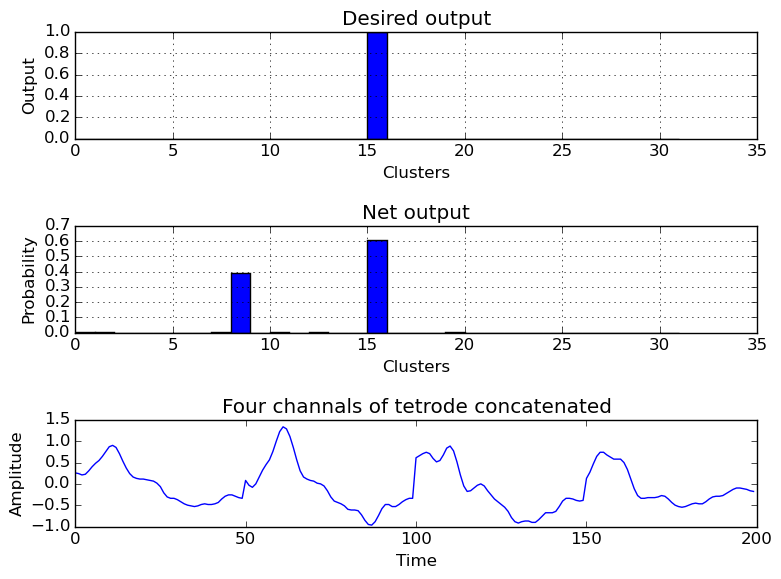 Desired output
1.0
0.8
0.6
0.4
0.2
0.0
Output
0 5 10 15 20 25 30 35
Clusters
Net output
0.7
0.6
0.5
0.4
0.3
0.2
0.1
0.0
Probability
0 5 10 15 20 25 30 35
Clusters
Four channals of tetrode concatenated
1.5
1.0
0.5
0.0
−0.5
−1.0
Amplitude
0 50 100 150 200
Time